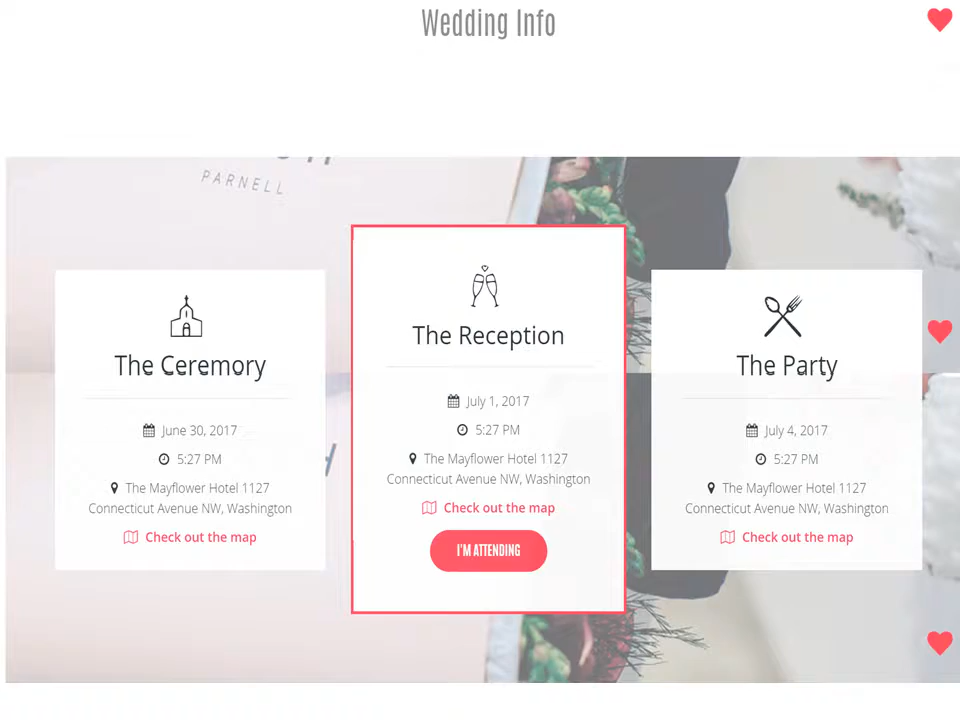 Wedding Info
PARNELL
The Ceremony
June 30, 2017
5:27 PM
The Mayflower Hotel 1127
Connecticut Avenue NW, Washington
Check out the map
The Reception
July 1, 2017
5:27 PM
The Mayflower Hotel 1127
Connecticut Avenue NW, Washington
Check out the map
I'M ATTENDING
The Party
July 4, 2017
5:27 PM
The Mayflower Hotel 1127
Connecticut Avenue NW, Washington
Check out the map